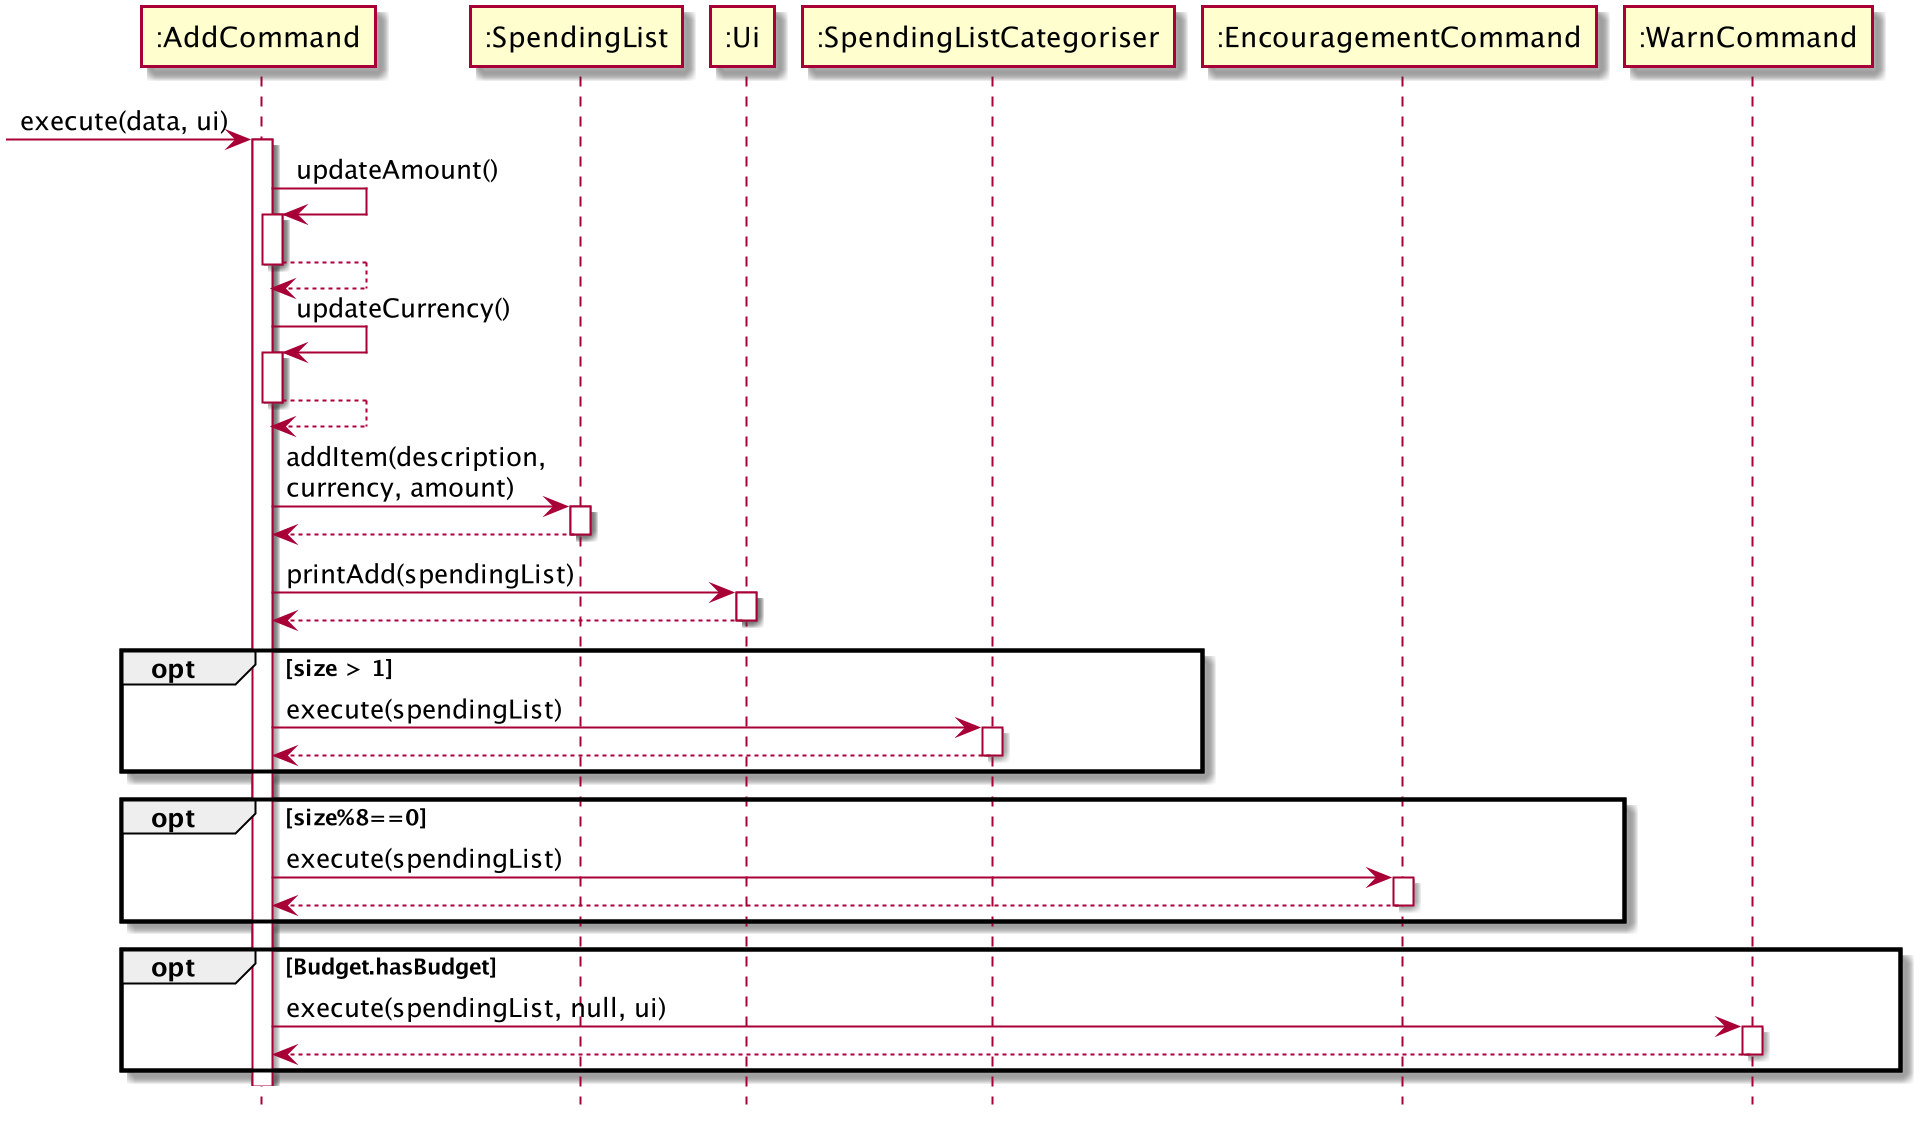 :AddCommand
:SpendingList
:Ui
:SpendingListCategoriser
:EncouragementCommand
:WarnCommand
execute(data, ui)
updateAmount()
updateCurrency()
addItem(description,
currency, amount)
printAdd(spendingList)
opt
[size > 1]
execute(spendingList)
opt
[size%8==0]
execute(spendingList)
opt
[Budget.hasBudget]
execute(spendingList, null, ui)